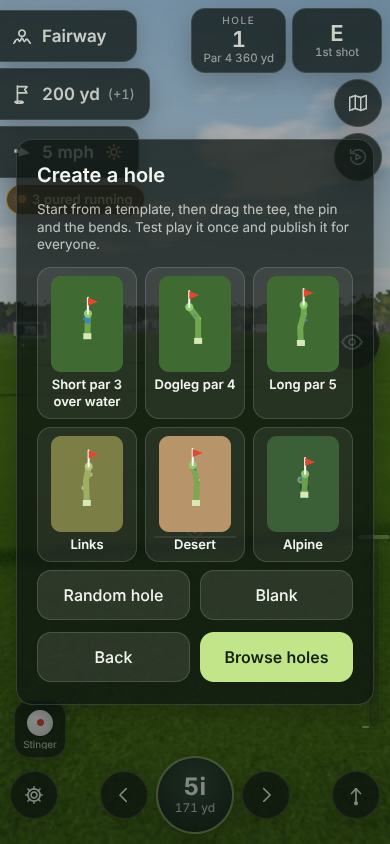 Fairway
HOLE
1
Par 4 360 yd
E
1st shot
200 yd (+1)
5 mph
3 pured running
Create a hole
Start from a template, then drag the tee, the pin
and the bends. Test play it once and publish it for
everyone.
Short par 3
over water
Dogleg par 4
Long par 5
Links
Desert
Alpine
Random hole
Blank
Back
Browse holes
Stinger
5i
171 yd